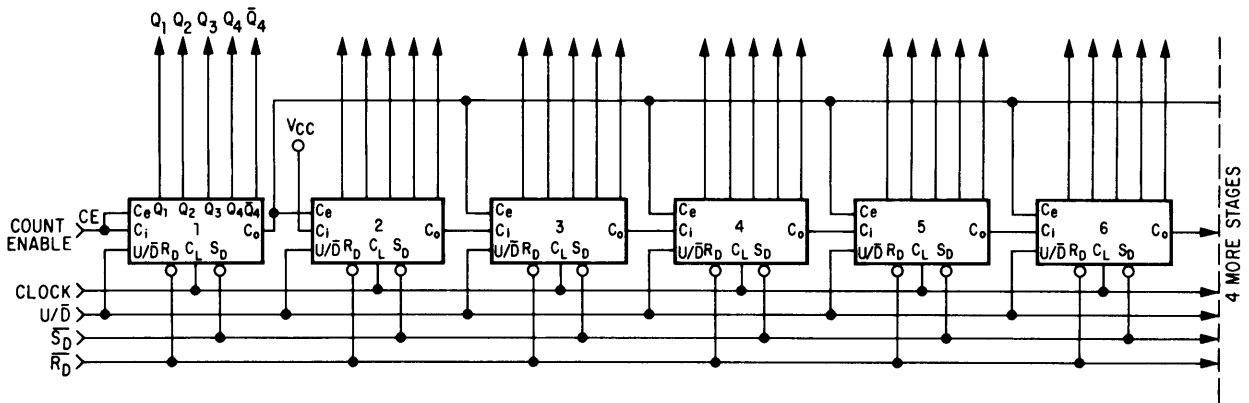 Q1 Q2 Q3 Q4 Q̄4
VCC
CE
COUNT ENABLE
Ce Q1 Q2 Q3 Q4 Q̄4
Ci 1 Co
U/D̄ RD CL SD
Ce 2
Ci Co
U/D̄ RD CL SD
Ce 3
Ci Co
U/D̄ RD CL SD
Ce 4
Ci Co
U/D̄ RD CL SD
Ce 5
Ci Co
U/D̄ RD CL SD
Ce 6
Ci Co
U/D̄ RD CL SD
4 MORE STAGES
CLOCK
U/D̄
S̄D̄
R̄D̄